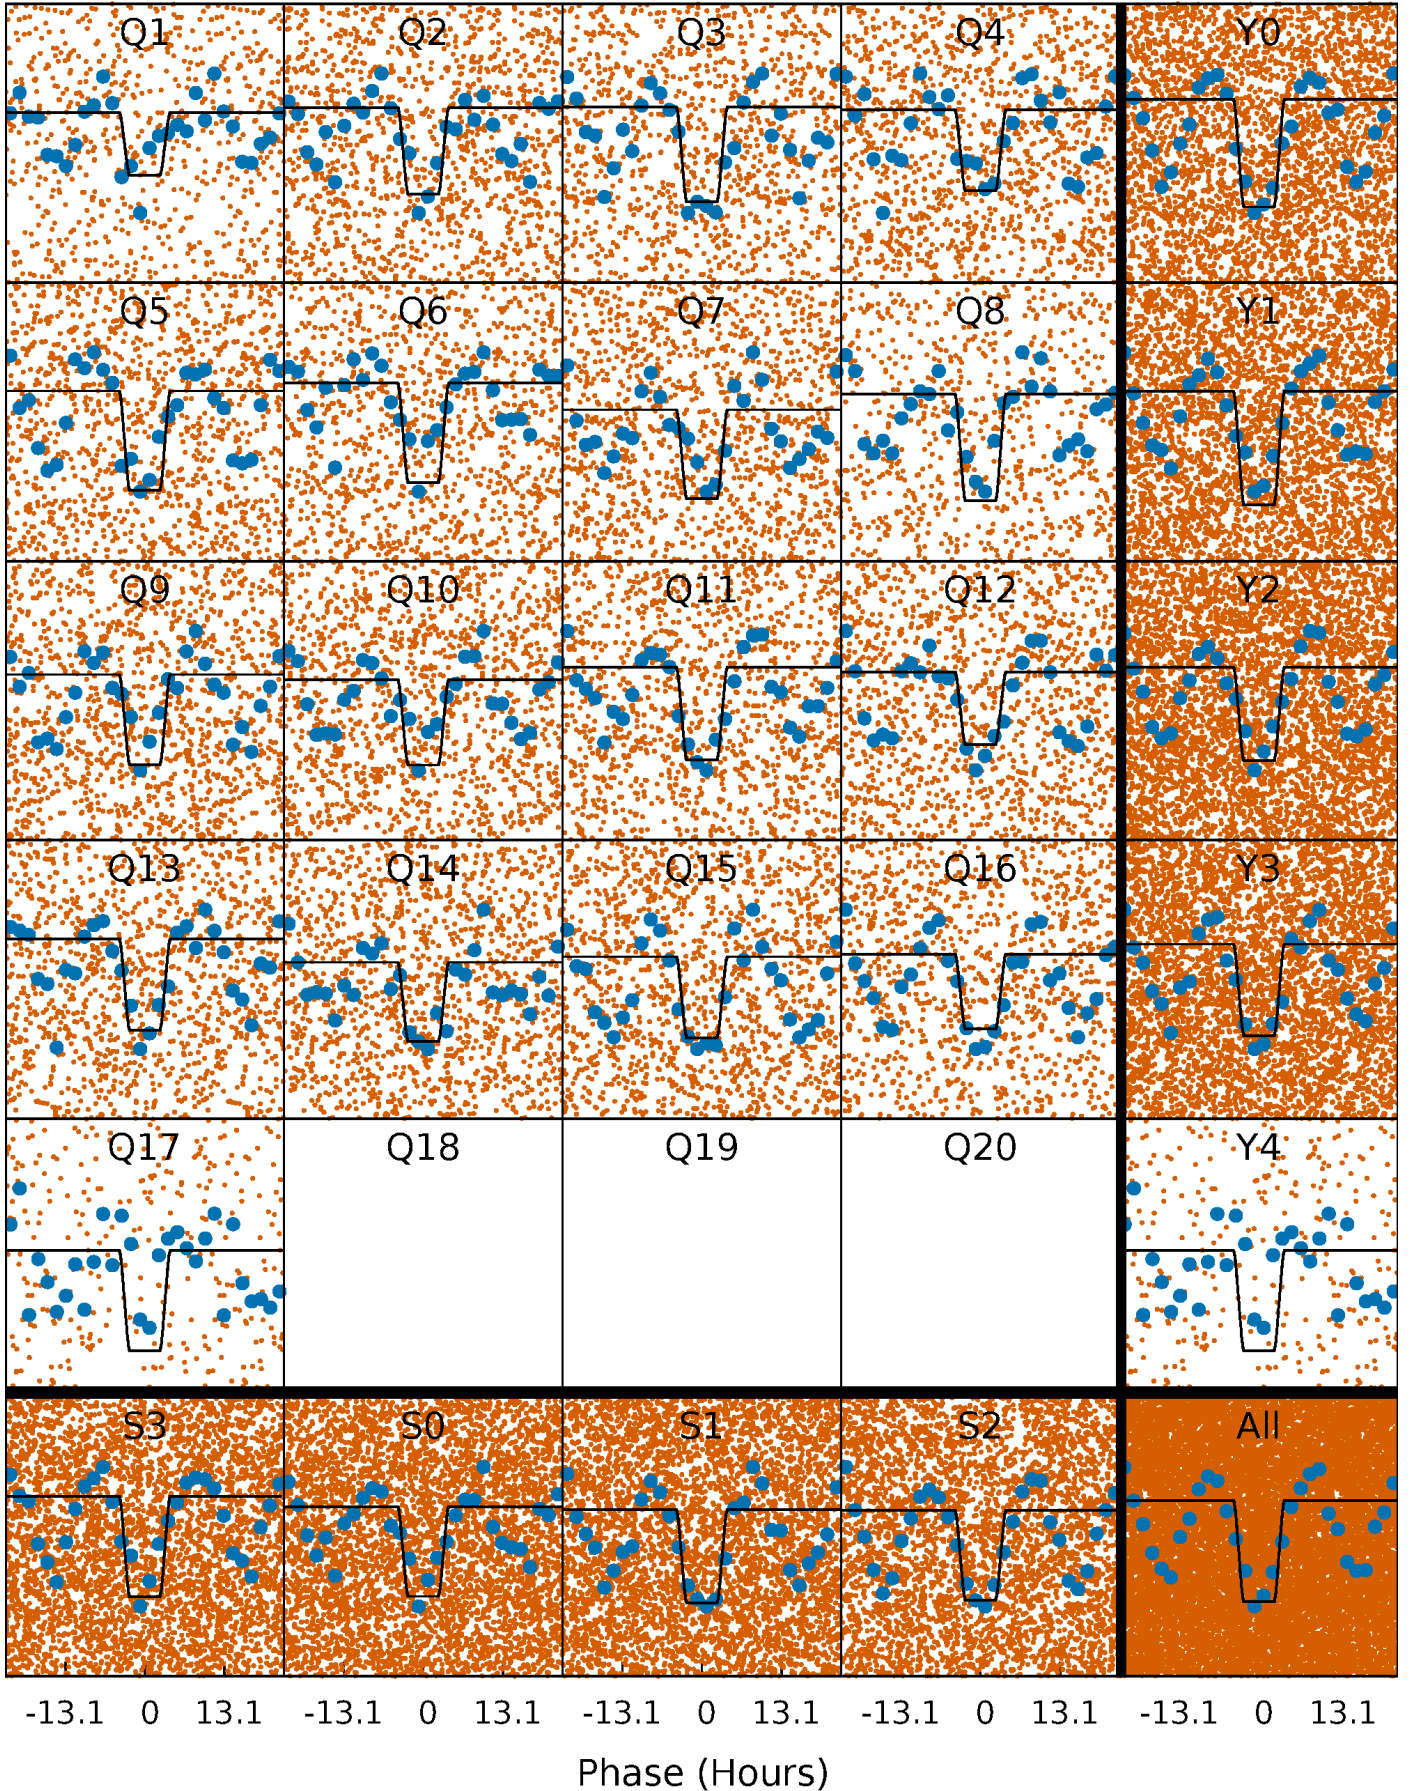 Q1 Q2 Q3 Q4 Y0
Q5 Q6 Q7 Q8 Y1
Q9 Q10 Q11 Q12 Y2
Q13 Q14 Q15 Q16 Y3
Q17 Q18 Q19 Q20 Y4
S3 S0 S1 S2 All
-13.1 0 13.1 -13.1 0 13.1 -13.1 0 13.1 -13.1 0 13.1 -13.1 0 13.1
Phase (Hours)